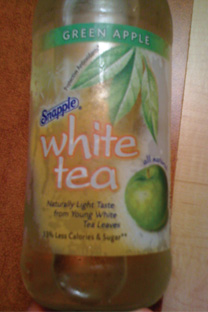 GREEN APPLE
Snapple
white
tea
all natural
Naturally Light Taste
from Young White
Tea Leaves
Less Calories & Sugar**